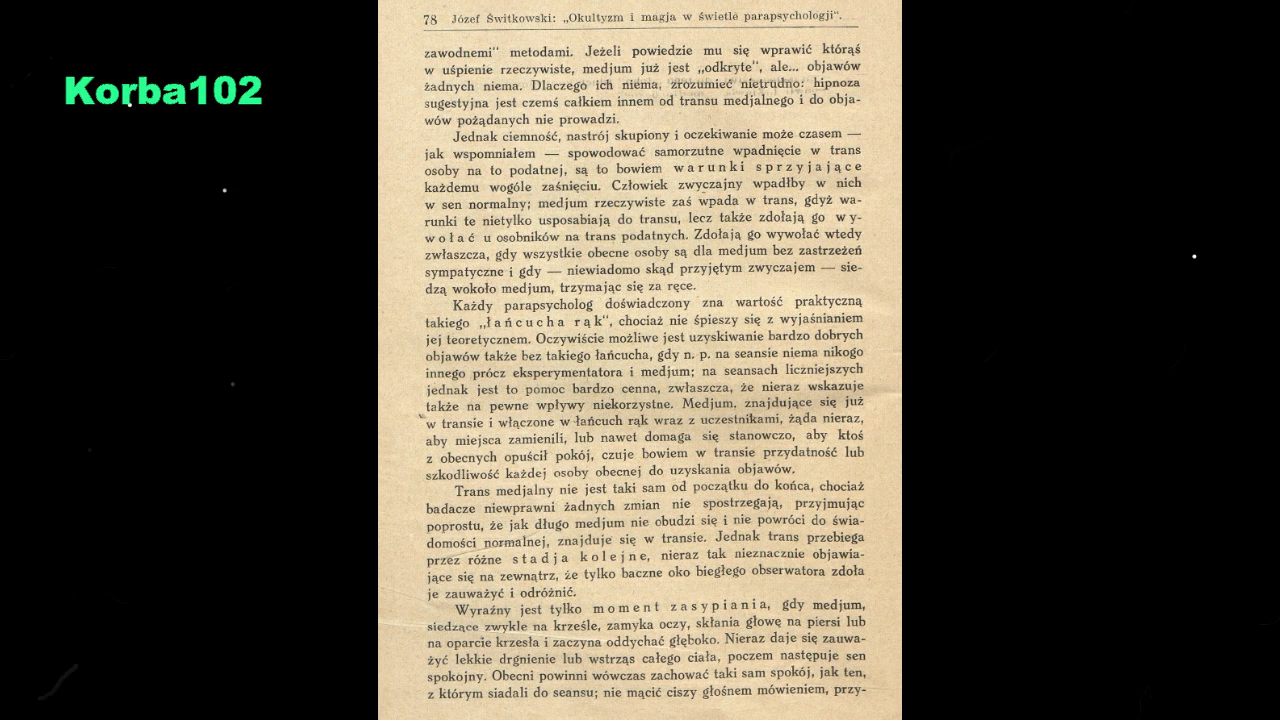 Korba102
78 Józef Świtkowski: „Okultyzm i magja w świetle parapsychologji".
zawodnemi" metodami. Jeżeli powiedzie mu się wprawić którąś
w uśpienie rzeczywiste, medjum już jest „odkryte", ale... objawów
żadnych niema. Dlaczego ich niema, zrozumieć nietrudno: hipnoza
sugestyjna jest czemś całkiem innem od transu medjalnego i do obja-
wów pożądanych nie prowadzi.
Jednak ciemność, nastrój skupiony i oczekiwanie może czasem —
jak wspomniałem — spowodować samorzutne wpadnięcie w trans
osoby na to podatnej, są to bowiem warunki sprzyjające
każdemu wogóle zaśnięciu. Człowiek zwyczajny wpadłby w nich
w sen normalny; medjum rzeczywiste zaś wpada w trans, gdyż wa-
runki te nietylko usposabiają do transu, lecz także zdołają go wy-
wołać u osobników na trans podatnych. Zdołają go wywołać wtedy
zwłaszcza, gdy wszystkie obecne osoby są dla medjum bez zastrzeżeń
sympatyczne i gdy — niewiadomo skąd przyjętym zwyczajem — sie-
dzą wokoło medjum, trzymając się za ręce.
Każdy parapsycholog doświadczony zna wartość praktyczną
takiego „łańcucha rąk", chociaż nie śpieszy się z wyjaśnianiem
jej teoretycznem. Oczywiście możliwe jest uzyskiwanie bardzo dobrych
objawów także bez takiego łańcucha, gdy n. p. na seansie niema nikogo
innego prócz eksperymentatora i medjum; na seansach liczniejszych
jednak jest to pomoc bardzo cenna, zwłaszcza, że nieraz wskazuje
także na pewne wpływy niekorzystne. Medjum, znajdujące się już
w transie i włączone w łańcuch rąk wraz z uczestnikami, żąda nieraz,
aby miejsca zamienili, lub nawet domaga się stanowczo, aby ktoś
z obecnych opuścił pokój, czuje bowiem w transie przydatność lub
szkodliwość każdej osoby obecnej do uzyskania objawów.
Trans medjalny nie jest taki sam od początku do końca, chociaż
badacze niewprawni żadnych zmian nie spostrzegają, przyjmując
poprostu, że jak długo medjum nie obudzi się i nie powróci do świa-
domości normalnej, znajduje się w transie. Jednak trans przebiega
przez różne stadja kolejne, nieraz tak nieznacznie objawia-
jące się na zewnątrz, że tylko baczne oko biegłego obserwatora zdoła
je zauważyć i odróżnić.
Wyraźny jest tylko moment zasypiania, gdy medjum,
siedzące zwykle na krześle, zamyka oczy, skłania głowę na piersi lub
na oparcie krzesła i zaczyna oddychać głęboko. Nieraz daje się zauwa-
żyć lekkie drgnienie lub wstrząs całego ciała, poczem następuje sen
spokojny. Obecni powinni wówczas zachować taki sam spokój, jak ten,
z którym siadali do seansu; nie mącić ciszy głośnem mówieniem, przy-